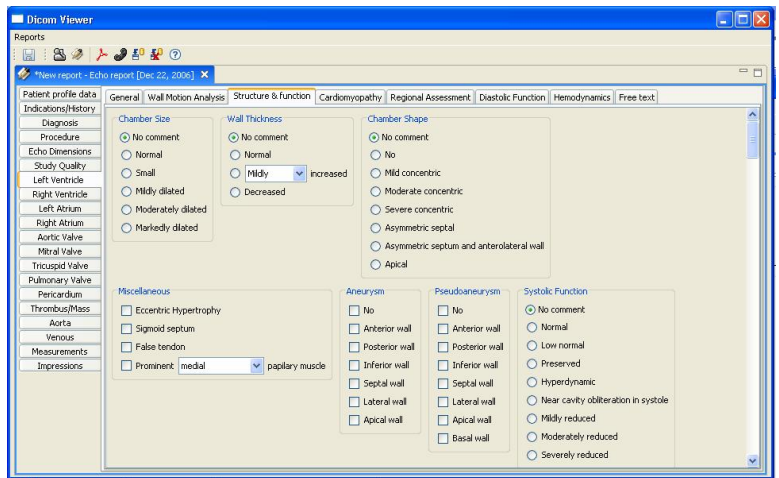 Dicom Viewer
Reports
*New report - Echo report [Dec 22, 2006]
Patient profile data
Indications/History
Diagnosis
Procedure
Echo Dimensions
Study Quality
Left Ventricle
Right Ventricle
Left Atrium
Right Atrium
Aortic Valve
Mitral Valve
Tricuspid Valve
Pulmonary Valve
Pericardium
Thrombus/Mass
Aorta
Venous
Measurements
Impressions
General Wall Motion Analysis Structure & function Cardiomyopathy Regional Assessment Diastolic Function Hemodynamics Free text
Chamber Size
No comment
Normal
Small
Mildly dilated
Moderately dilated
Markedly dilated
Wall Thickness
No comment
Normal
Mildly increased
Decreased
Chamber Shape
No comment
No
Mild concentric
Moderate concentric
Severe concentric
Asymmetric septal
Asymmetric septum and anterolateral wall
Apical
Miscellaneous
Eccentric Hypertrophy
Sigmoid septum
False tendon
Prominent medial papilary muscle
Aneurysm
No
Anterior wall
Posterior wall
Inferior wall
Septal wall
Lateral wall
Apical wall
Pseudoaneurysm
No
Anterior wall
Posterior wall
Inferior wall
Septal wall
Lateral wall
Apical wall
Basal wall
Systolic Function
No comment
Normal
Low normal
Preserved
Hyperdynamic
Near cavity obliteration in systole
Mildly reduced
Moderately reduced
Severely reduced